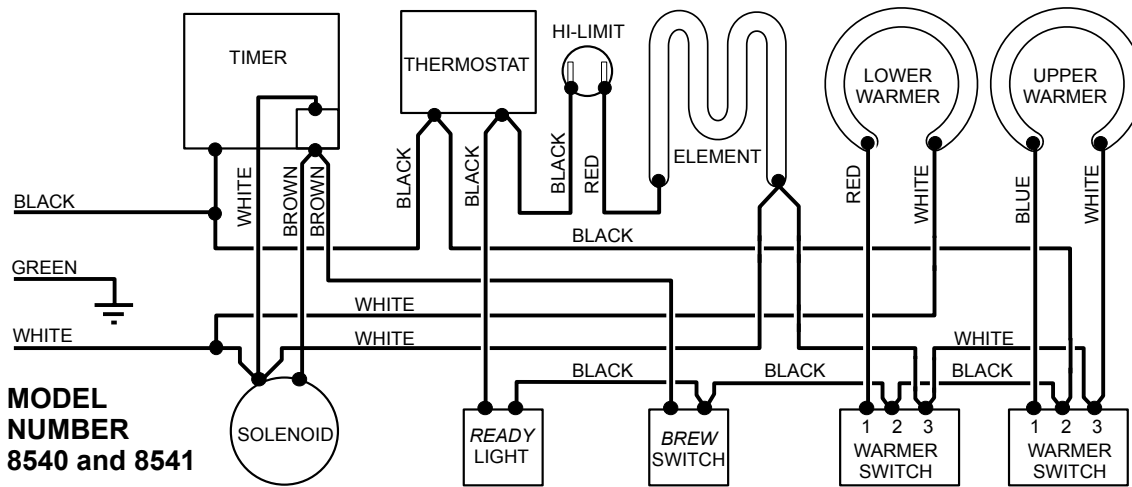 TIMER
THERMOSTAT
HI-LIMIT
ELEMENT
LOWER
WARMER
UPPER
WARMER
BLACK
GREEN
WHITE
WHITE
BROWN
BROWN
BLACK
BLACK
BLACK
RED
RED
WHITE
BLUE
WHITE
BLACK
WHITE
WHITE
WHITE
BLACK
BLACK
BLACK
MODEL
NUMBER
8540 and 8541
SOLENOID
READY
LIGHT
BREW
SWITCH
1 2 3
WARMER
SWITCH
1 2 3
WARMER
SWITCH